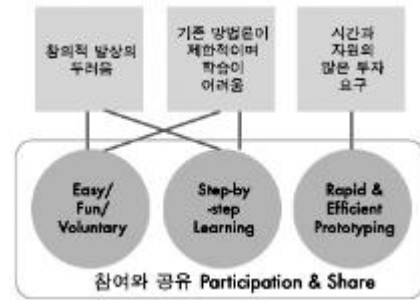 창의적 발상의
두려움
기존 방법론이
제한적이며
학습이
어려움
시간과
자원의
많은 투자
요구
Easy/
Fun/
Voluntary
Step-by
-step
Learning
Rapid &
Efficient
Prototyping
참여와 공유 Participation & Share